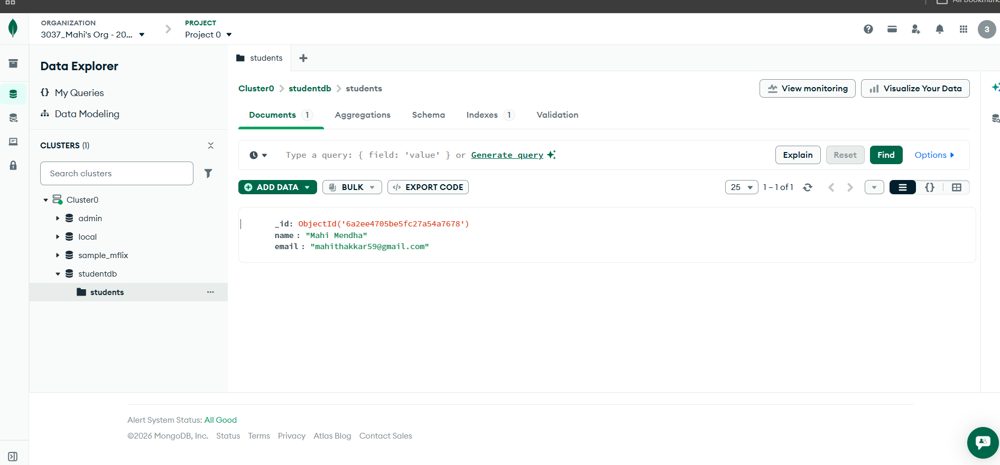 ORGANIZATION
3037_Mahi's Org - 20...
PROJECT
Project 0
3
Data Explorer
My Queries
Data Modeling
CLUSTERS (1)
Search clusters
Cluster0
admin
local
sample_mflix
studentdb
students
students
Cluster0 studentdb students
View monitoring
Visualize Your Data
Documents 1 Aggregations Schema Indexes 1 Validation
Type a query: { field: 'value' } or Generate query
Explain Reset Find Options
ADD DATA BULK EXPORT CODE
25 1 – 1 of 1
_id: ObjectId('6a2ee4705be5fc27a54a7678')
name : "Mahi Mendha"
email : "mahithakkar59@gmail.com"
Alert System Status: All Good
©2026 MongoDB, Inc. Status Terms Privacy Atlas Blog Contact Sales